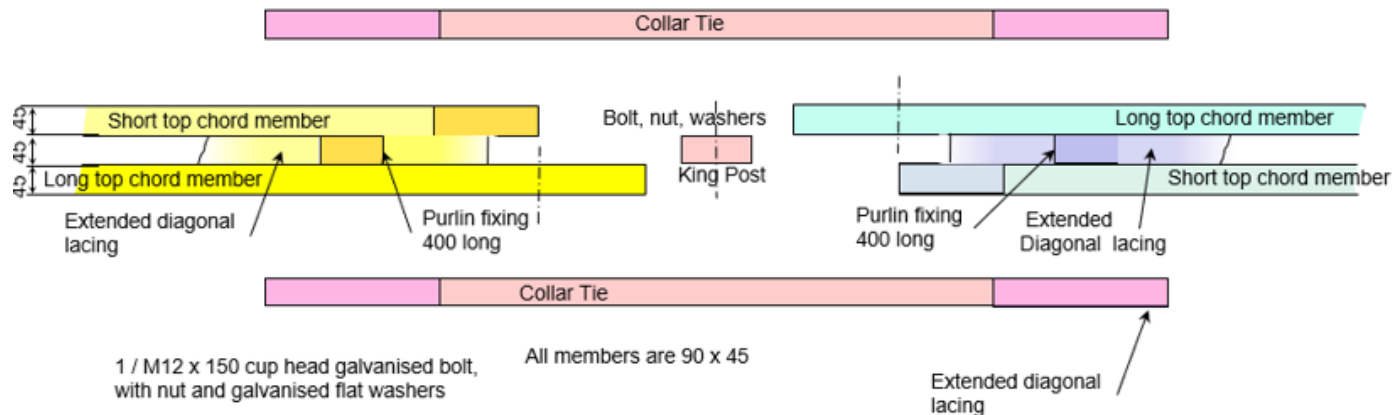 Collar Tie
45
Short top chord member
Bolt, nut, washers
Long top chord member
45
45
Long top chord member
King Post
Short top chord member
Extended diagonal
lacing
Purlin fixing
400 long
Purlin fixing
400 long
Extended
Diagonal lacing
Collar Tie
1 / M12 x 150 cup head galvanised bolt,
with nut and galvanised flat washers
All members are 90 x 45
Extended diagonal
lacing